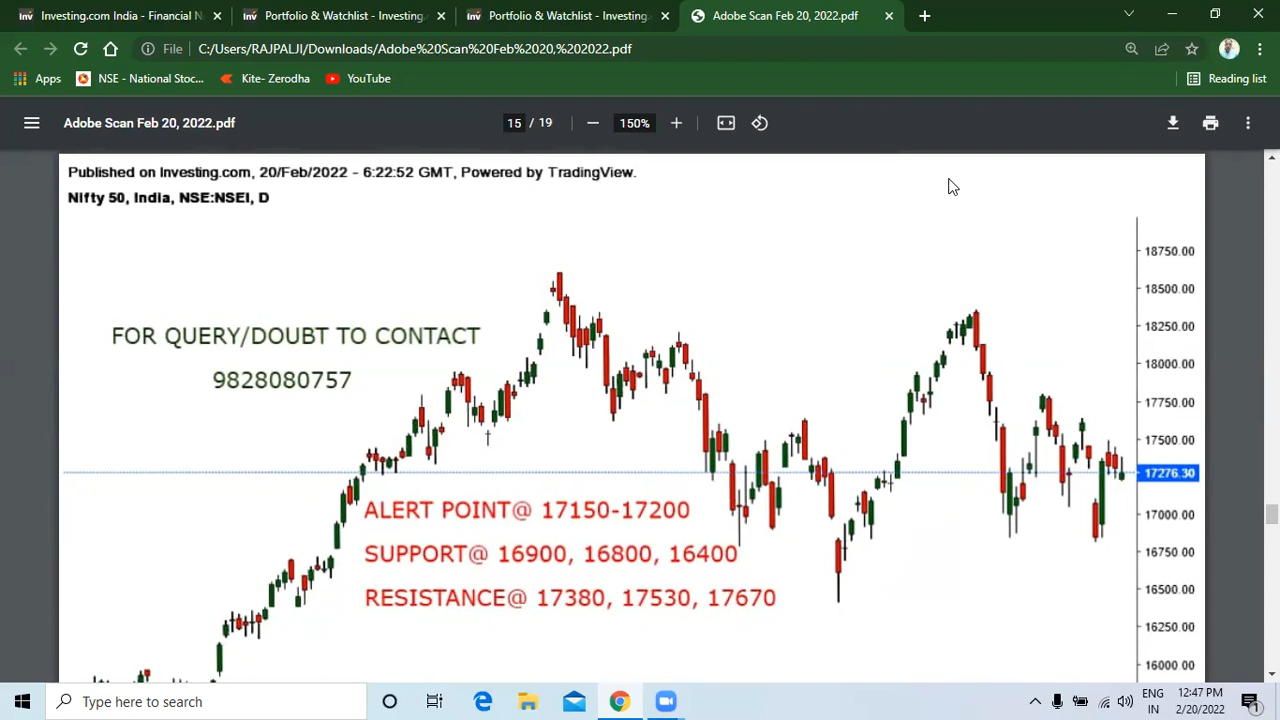 Investing in India - Financial N
Portfolio & Watchlist - Investing.
Portfolio & Watchlist - Investing.
Adobe Scan Feb 20, 2022.pdf
File
C:/Users/RAJPALJI/Downloads/Adobe%20Scan%20Feb%2020,%202022.pdf
Apps
NSE - National Stoc...
Kite- Zerodha
YouTube
Reading list
Adobe Scan Feb 20, 2022.pdf
15 / 19
150%
Published on Investing.com, 20/Feb/2022 - 6:22:52 GMT, Powered by TradingView.
Nifty 50, India, NSE:NSEI, D
18750.00
18500.00
18250.00
18000.00
17750.00
17500.00
17276.30
17000.00
16750.00
16500.00
16250.00
16000.00
FOR QUERY/DOUBT TO CONTACT
9828080757
ALERT POINT@ 17150-17200
SUPPORT@ 16900, 16800, 16400
RESISTANCE@ 17380, 17530, 17670
Type here to search
ENG
IN
12:47 PM
2/20/2022
1